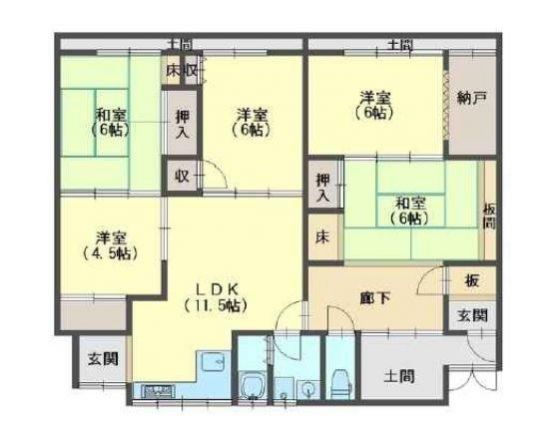 土間
土間
床
収
和室
(6帖)
押
入
洋室
(6帖)
洋室
(6帖)
納戸
収
押
入
和室
(6帖)
板
間
洋室
(4.5帖)
床
LDK
(11.5帖)
廊下
板
玄関
玄関
土間